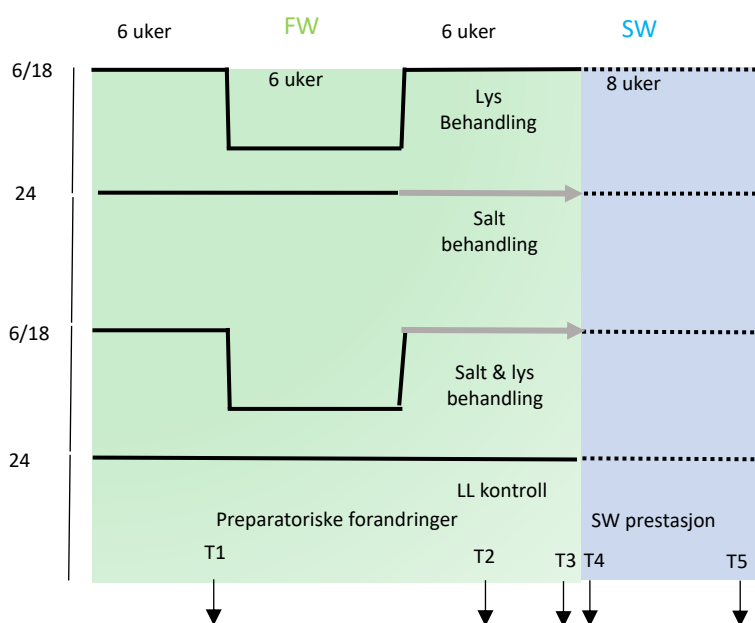 6 uker
FW
6 uker
SW
6/18
6 uker
8 uker
Lys
Behandling
24
Salt
behandling
6/18
Salt & lys
behandling
24
LL kontroll
Preparatoriske forandringer
SW prestasjon
T1
T2
T3
T4
T5